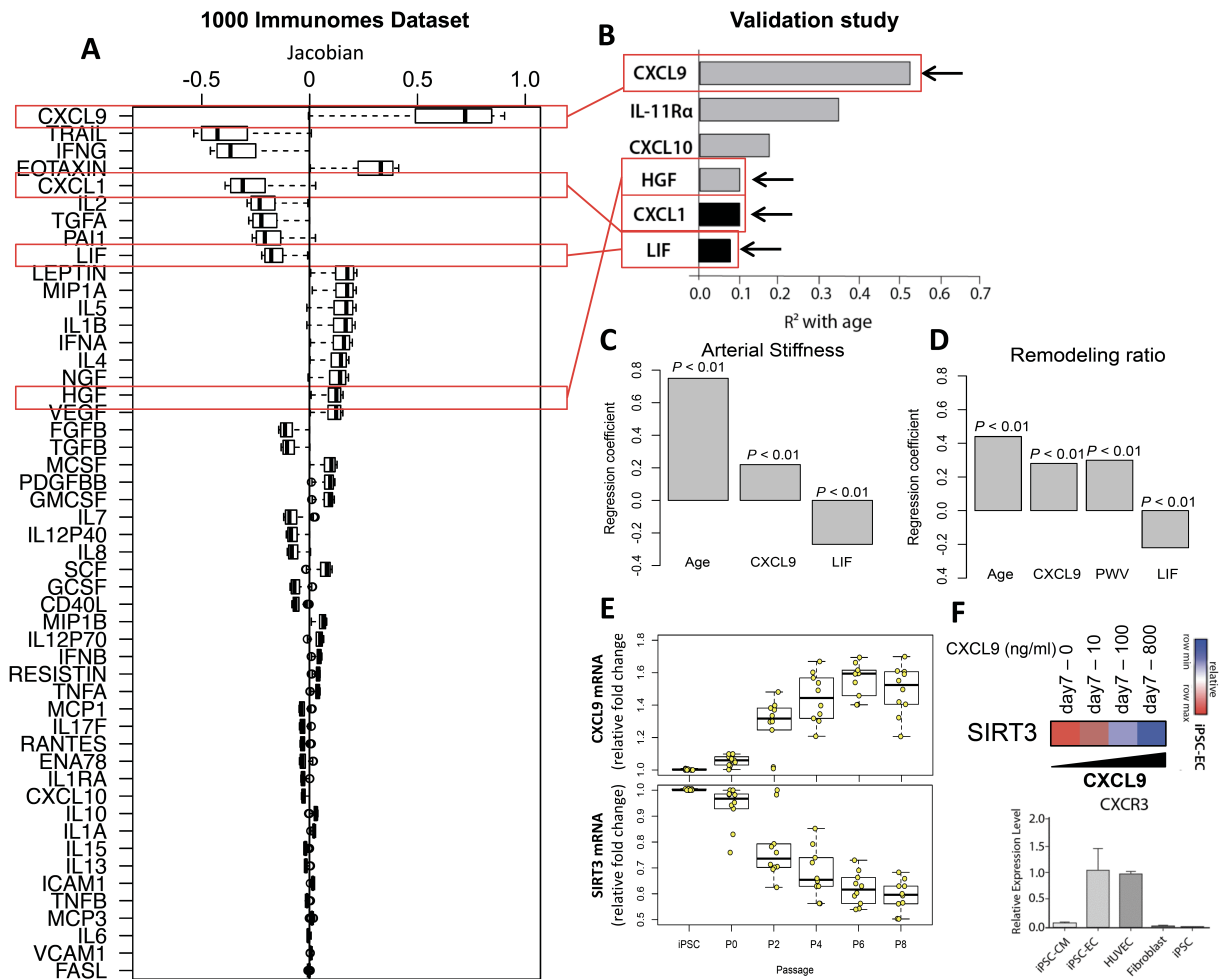 1000 Immunomes Dataset
Validation study
A
Jacobian
-0.5
0
0.5
1.0
CXCL9
TRAIL
IFNG
EOTAXIN
CXCL1
IL2
TGFA
PAI1
LIF
LEPTIN
MIP1A
IL5
IL1B
IFNA
IL4
NGF
HGF
VEGF
FGFB
TGFB
MCSF
PDGFBB
GMCSF
IL7
IL12P40
IL8
SCF
GCSF
CD40L
MIP1B
IL12P70
IFNB
RESISTIN
TNFA
MCP1
IL17F
RANTES
ENA78
IL1RA
CXCL10
IL10
IL1A
IL15
IL13
ICAM1
TNFB
MCP3
IL6
VCAM1
FASL
B
CXCL9
IL-11Rα
CXCL10
HGF
CXCL1
LIF
0.0
0.1
0.2
0.3
0.4
0.5
0.6
0.7
R² with age
C
Arterial Stiffness
Regression coefficient
0.8
0.6
0.4
0.2
0.0
-0.2
-0.4
P < 0.01
P < 0.01
P < 0.01
Age
CXCL9
LIF
D
Remodeling ratio
Regression coefficient
0.8
0.6
0.4
0.2
0.0
-0.2
0.4
P < 0.01
P < 0.01
P < 0.01
P < 0.01
Age
CXCL9
PWV
LIF
E
CXCL9 mRNA
(relative fold change)
1.8
1.6
1.4
1.2
1.0
SIRT3 mRNA
(relative fold change)
1.0
0.9
0.8
0.7
0.6
0.5
iPSC
P0
P2
P4
P6
P8
Passage
F
CXCL9 (ng/ml)
day7 – 0
day7 – 10
day7 – 100
day7 – 800
row min
row max
relative
iPSC-EC
SIRT3
CXCL9
CXCR3
Relative Expression Level
2.0
1.5
1.0
0.5
0.0
iPSC-CM
iPSC-EC
HUVEC
Fibroblast
iPSC